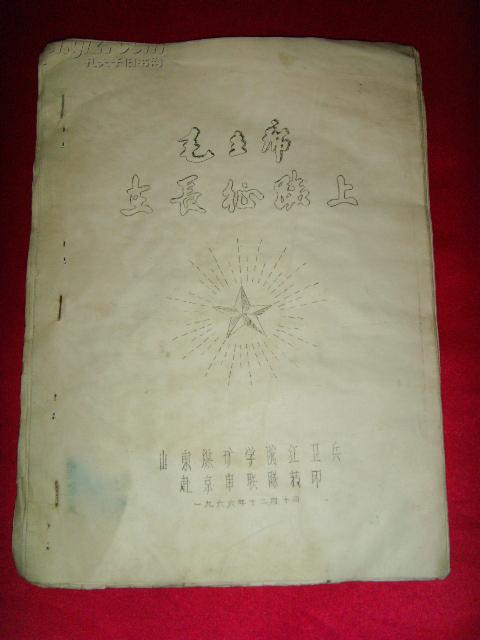 孔夫子旧书网
毛主席
在長征路上
山東煤矿学院红卫兵
赴京串联隊翻印
一九六六年十二月十日